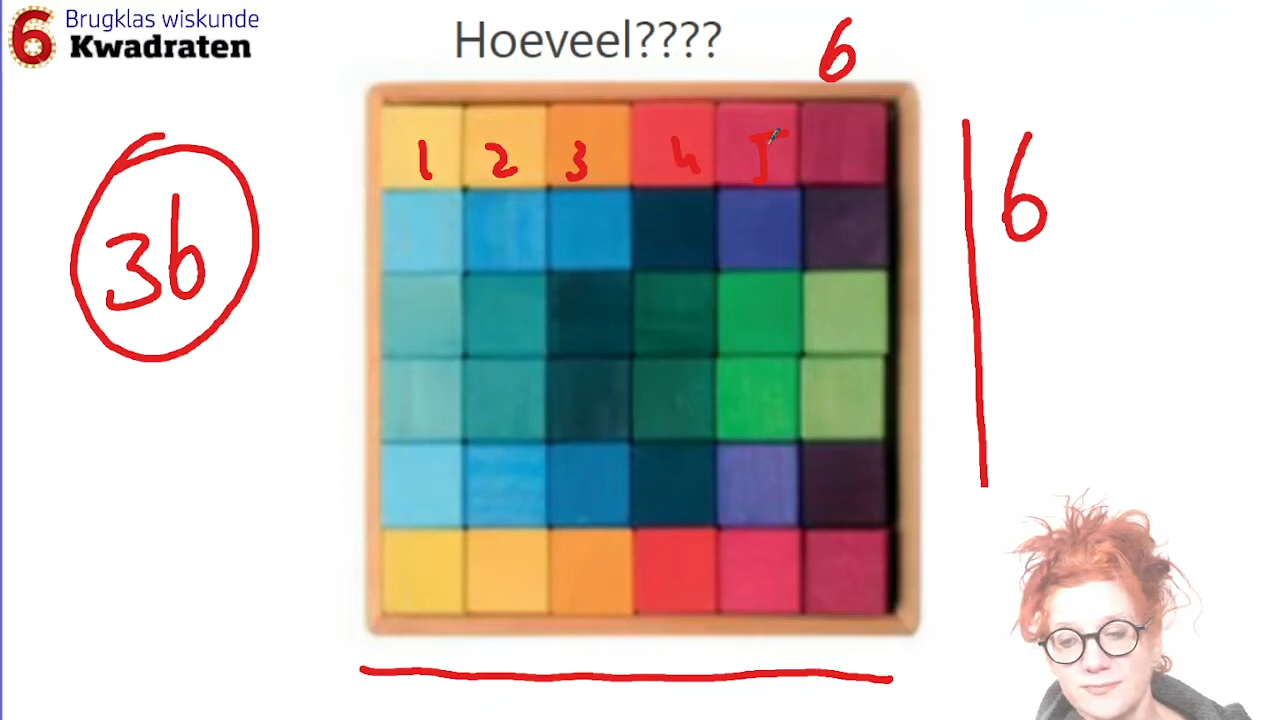 6 Brugklas wiskunde
Kwadraten
Hoeveel????
6
1 2 3 4 5
36
6